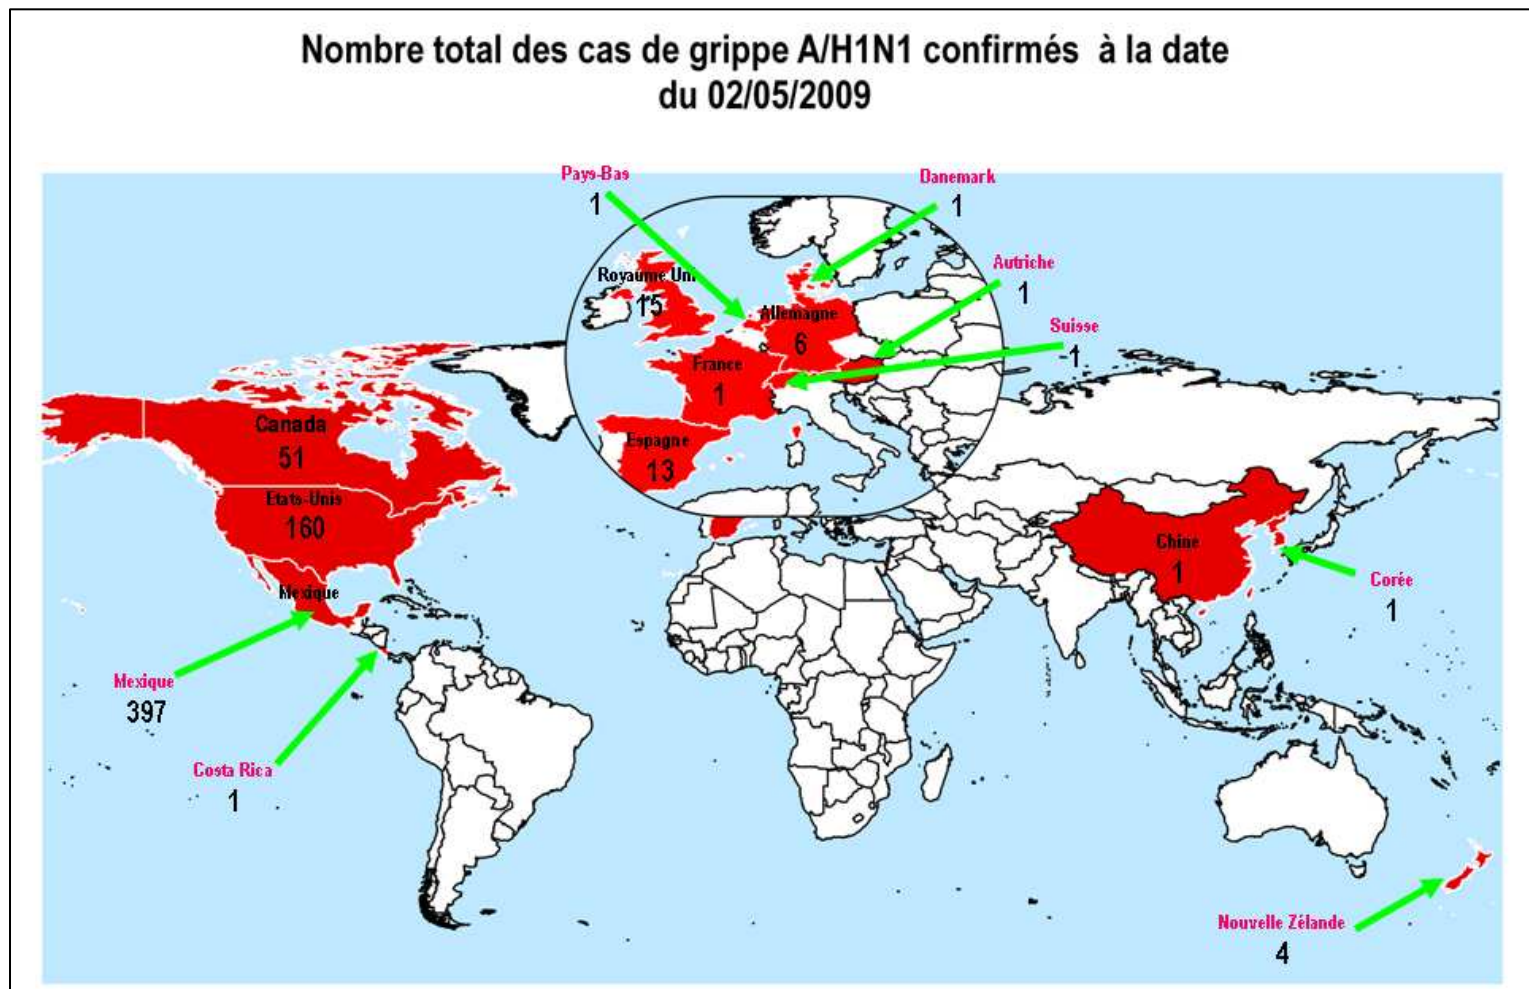 Nombre total des cas de grippe A/H1N1 confirmés à la date
du 02/05/2009
Pays-Bas
1
Danemark
1
Autriche
1
Suisse
1
Royaume Uni
15
Allemagne
6
France
1
Espagne
13
Canada
51
Etats-Unis
160
Mexique
Mexique
397
Costa Rica
1
Chine
1
Corée
1
Nouvelle Zélande
4